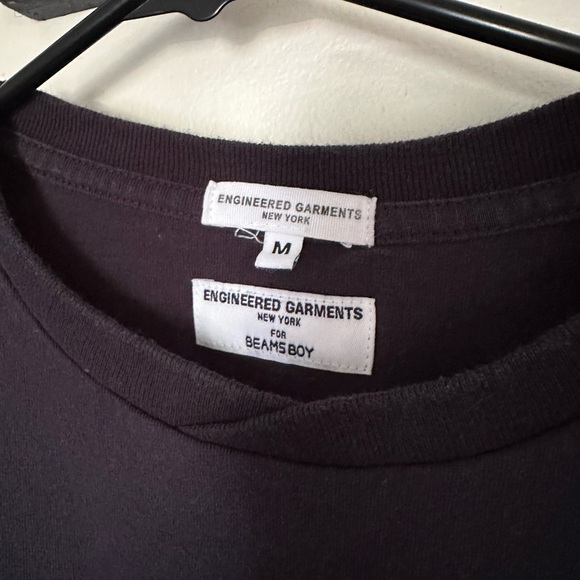 ENGINEERED GARMENTS
NEW YORK
M
ENGINEERED GARMENTS
NEW YORK
FOR
BEAMS BOY